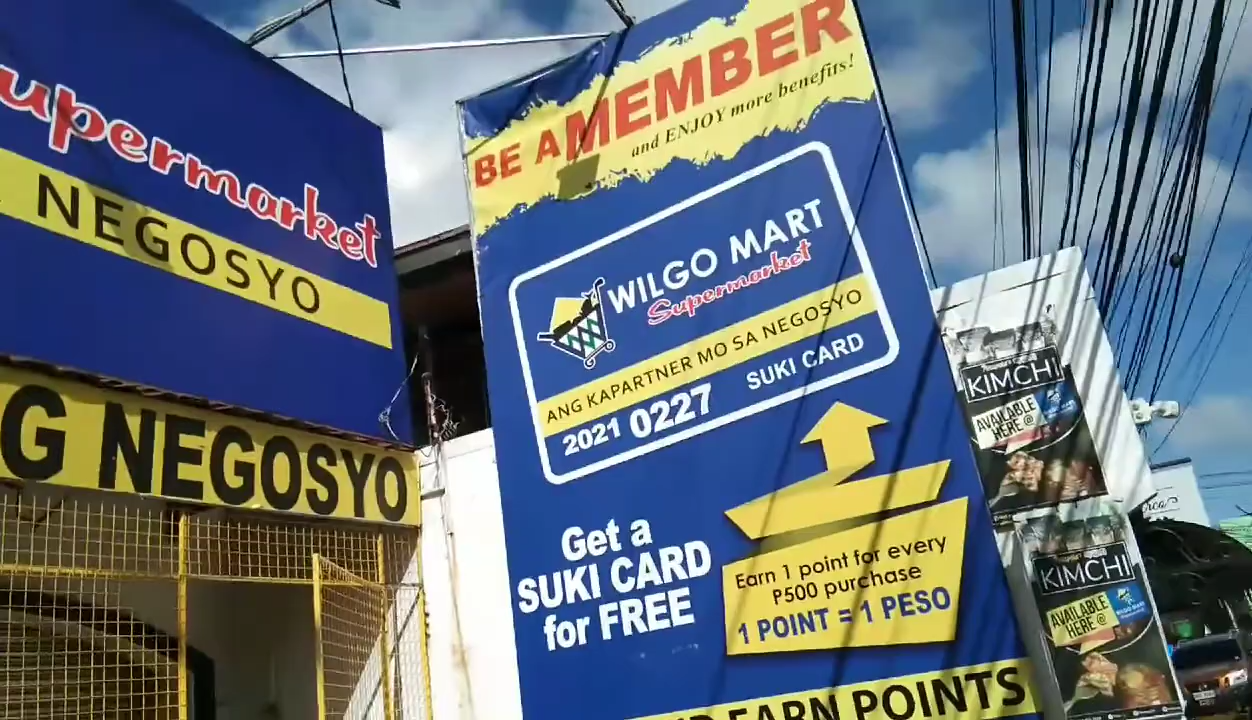 upermarket
NEGOSYO
G NEGOSYO
BE A MEMBER
and ENJOY more benefits!
WILGO MART
Supermarket
ANG KAPARTNER MO SA NEGOSYO
2021 0227 SUKI CARD
Get a
SUKI CARD
for FREE
Earn 1 point for every
P500 purchase
1 POINT = 1 PESO
EARN POINTS
KIMCHI
AVAILABLE
HERE @
KIMCHI
AVAILABLE
HERE @
WILGO MART